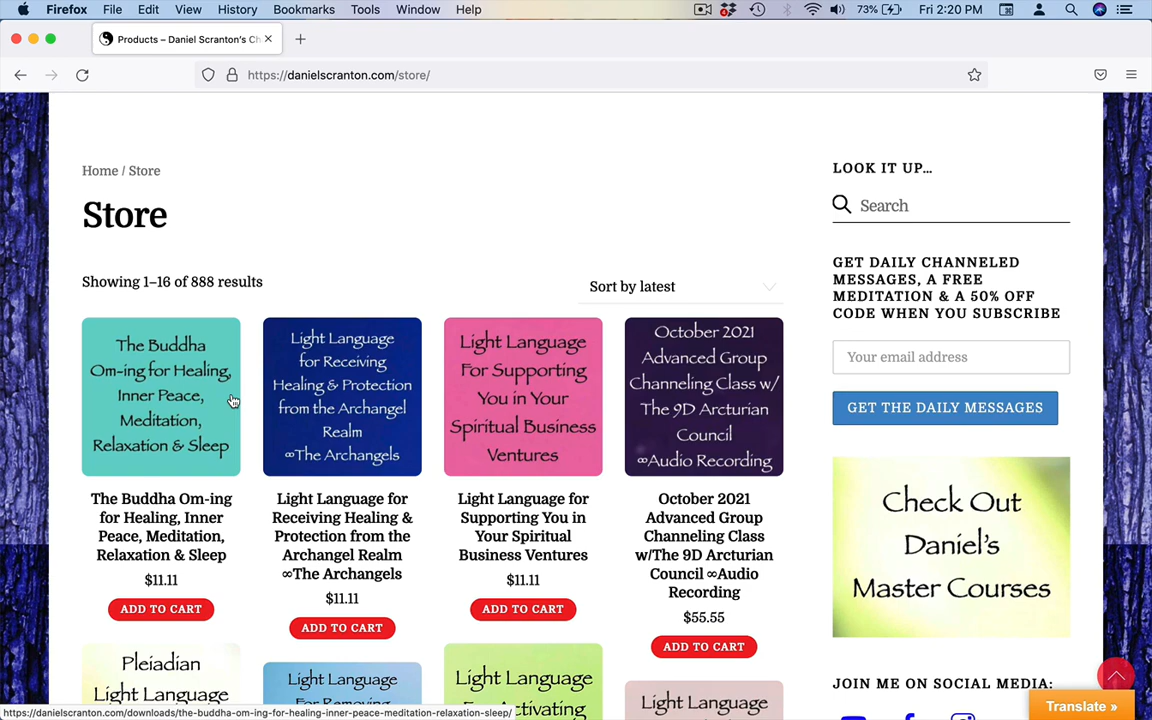 Firefox File Edit View History Bookmarks Tools Window Help 73% Fri 2:20 PM
Products – Daniel Scranton's Ch
https://danielscranton.com/store/
Home / Store
Store
Showing 1–16 of 888 results
Sort by latest
The Buddha
Om-ing for Healing,
Inner Peace,
Meditation,
Relaxation & Sleep
The Buddha Om-ing
for Healing, Inner
Peace, Meditation,
Relaxation & Sleep
$11.11
ADD TO CART
Light Language
for Receiving
Healing & Protection
from the Archangel
Realm
∞The Archangels
Light Language for
Receiving Healing &
Protection from the
Archangel Realm
∞The Archangels
$11.11
ADD TO CART
Light Language
For Supporting
You in Your
Spiritual Business
Ventures
Light Language for
Supporting You in
Your Spiritual
Business Ventures
$11.11
ADD TO CART
October 2021
Advanced Group
Channeling Class w/
The 9D Arcturian
Council
∞Audio Recording
October 2021
Advanced Group
Channeling Class
w/The 9D Arcturian
Council ∞Audio
Recording
$55.55
ADD TO CART
Pleiadian
Light Language
Light Language
For Removing
Light Language
For Activating
Light Language
LOOK IT UP…
Search
GET DAILY CHANNELED
MESSAGES, A FREE
MEDITATION & A 50% OFF
CODE WHEN YOU SUBSCRIBE
Your email address
GET THE DAILY MESSAGES
Check Out
Daniel's
Master Courses
JOIN ME ON SOCIAL MEDIA:
Translate »
https://danielscranton.com/downloads/the-buddha-om-ing-for-healing-inner-peace-meditation-relaxation-sleep/